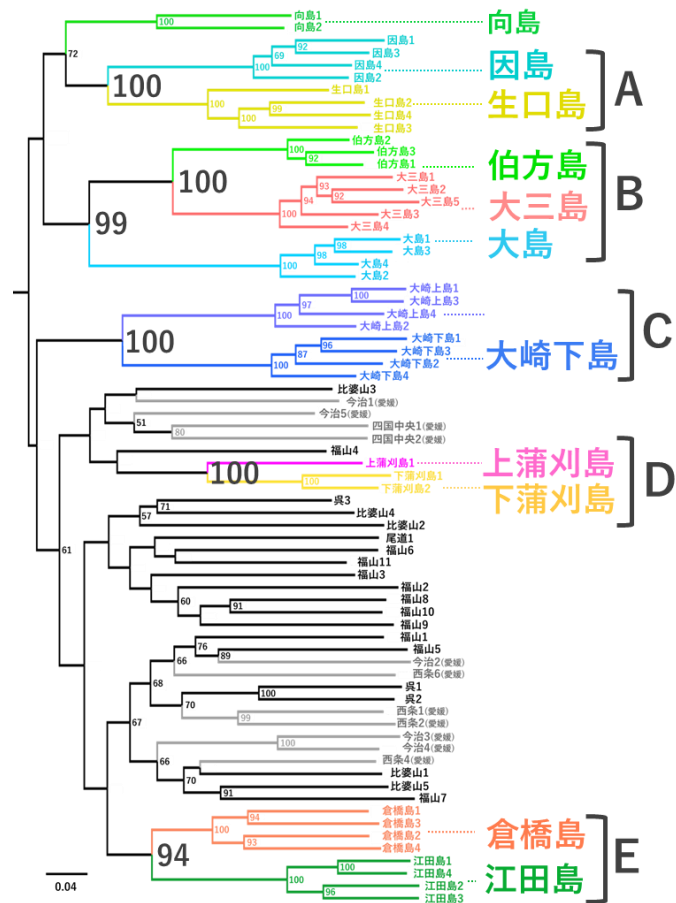 向島1
100
向島2
向島
72
因島1
92
因島3
69
因島4
100
因島2
因島
100
A
生口島1
100
生口島2
99
生口島4
100
生口島3
生口島
伯方島2
100
伯方島3
92
伯方島1
伯方島
100
B
大三島1
93
大三島2
92
大三島5
94
大三島3
100
大三島4
大三島
99
大島1
98
大島3
98
大島4
100
大島2
大島
大崎上島1
100
大崎上島3
97
大崎上島4
100
大崎上島2
100
C
大崎下島1
96
大崎下島3
87
大崎下島2
100
大崎下島4
大崎下島
比婆山3
今治1(愛媛)
今治5(愛媛)
51
四国中央1(愛媛)
80
四国中央2(愛媛)
福山4
上蒲刈島1
上蒲刈島
100
D
下蒲刈島1
100
下蒲刈島2
下蒲刈島
呉3
71
比婆山4
57
比婆山2
61
尾道1
福山6
福山11
福山3
福山2
60
福山8
91
福山10
福山9
福山1
76
福山5
89
今治2(愛媛)
66
西条6(愛媛)
68
呉1
100
呉2
70
西条1(愛媛)
99
西条2(愛媛)
67
今治3(愛媛)
100
今治4(愛媛)
66
西条4(愛媛)
比婆山1
70
比婆山5
91
福山7
倉橋島1
94
倉橋島3
100
倉橋島2
93
倉橋島4
倉橋島
94
E
江田島1
100
江田島4
100
江田島2
96
江田島3
江田島
0.04